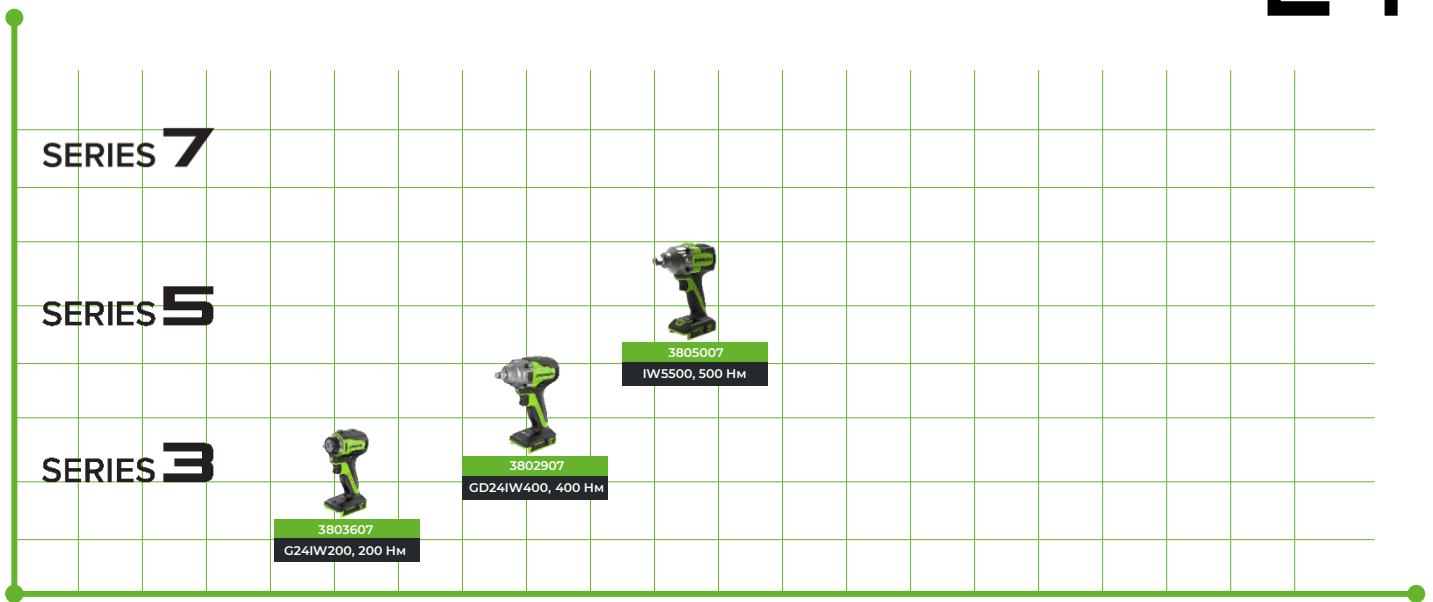 SERIES 7
SERIES 5
3805007
IW5500, 500 Нм
SERIES 3
3802907
GD24IW400, 400 Нм
3803607
G24IW200, 200 Нм